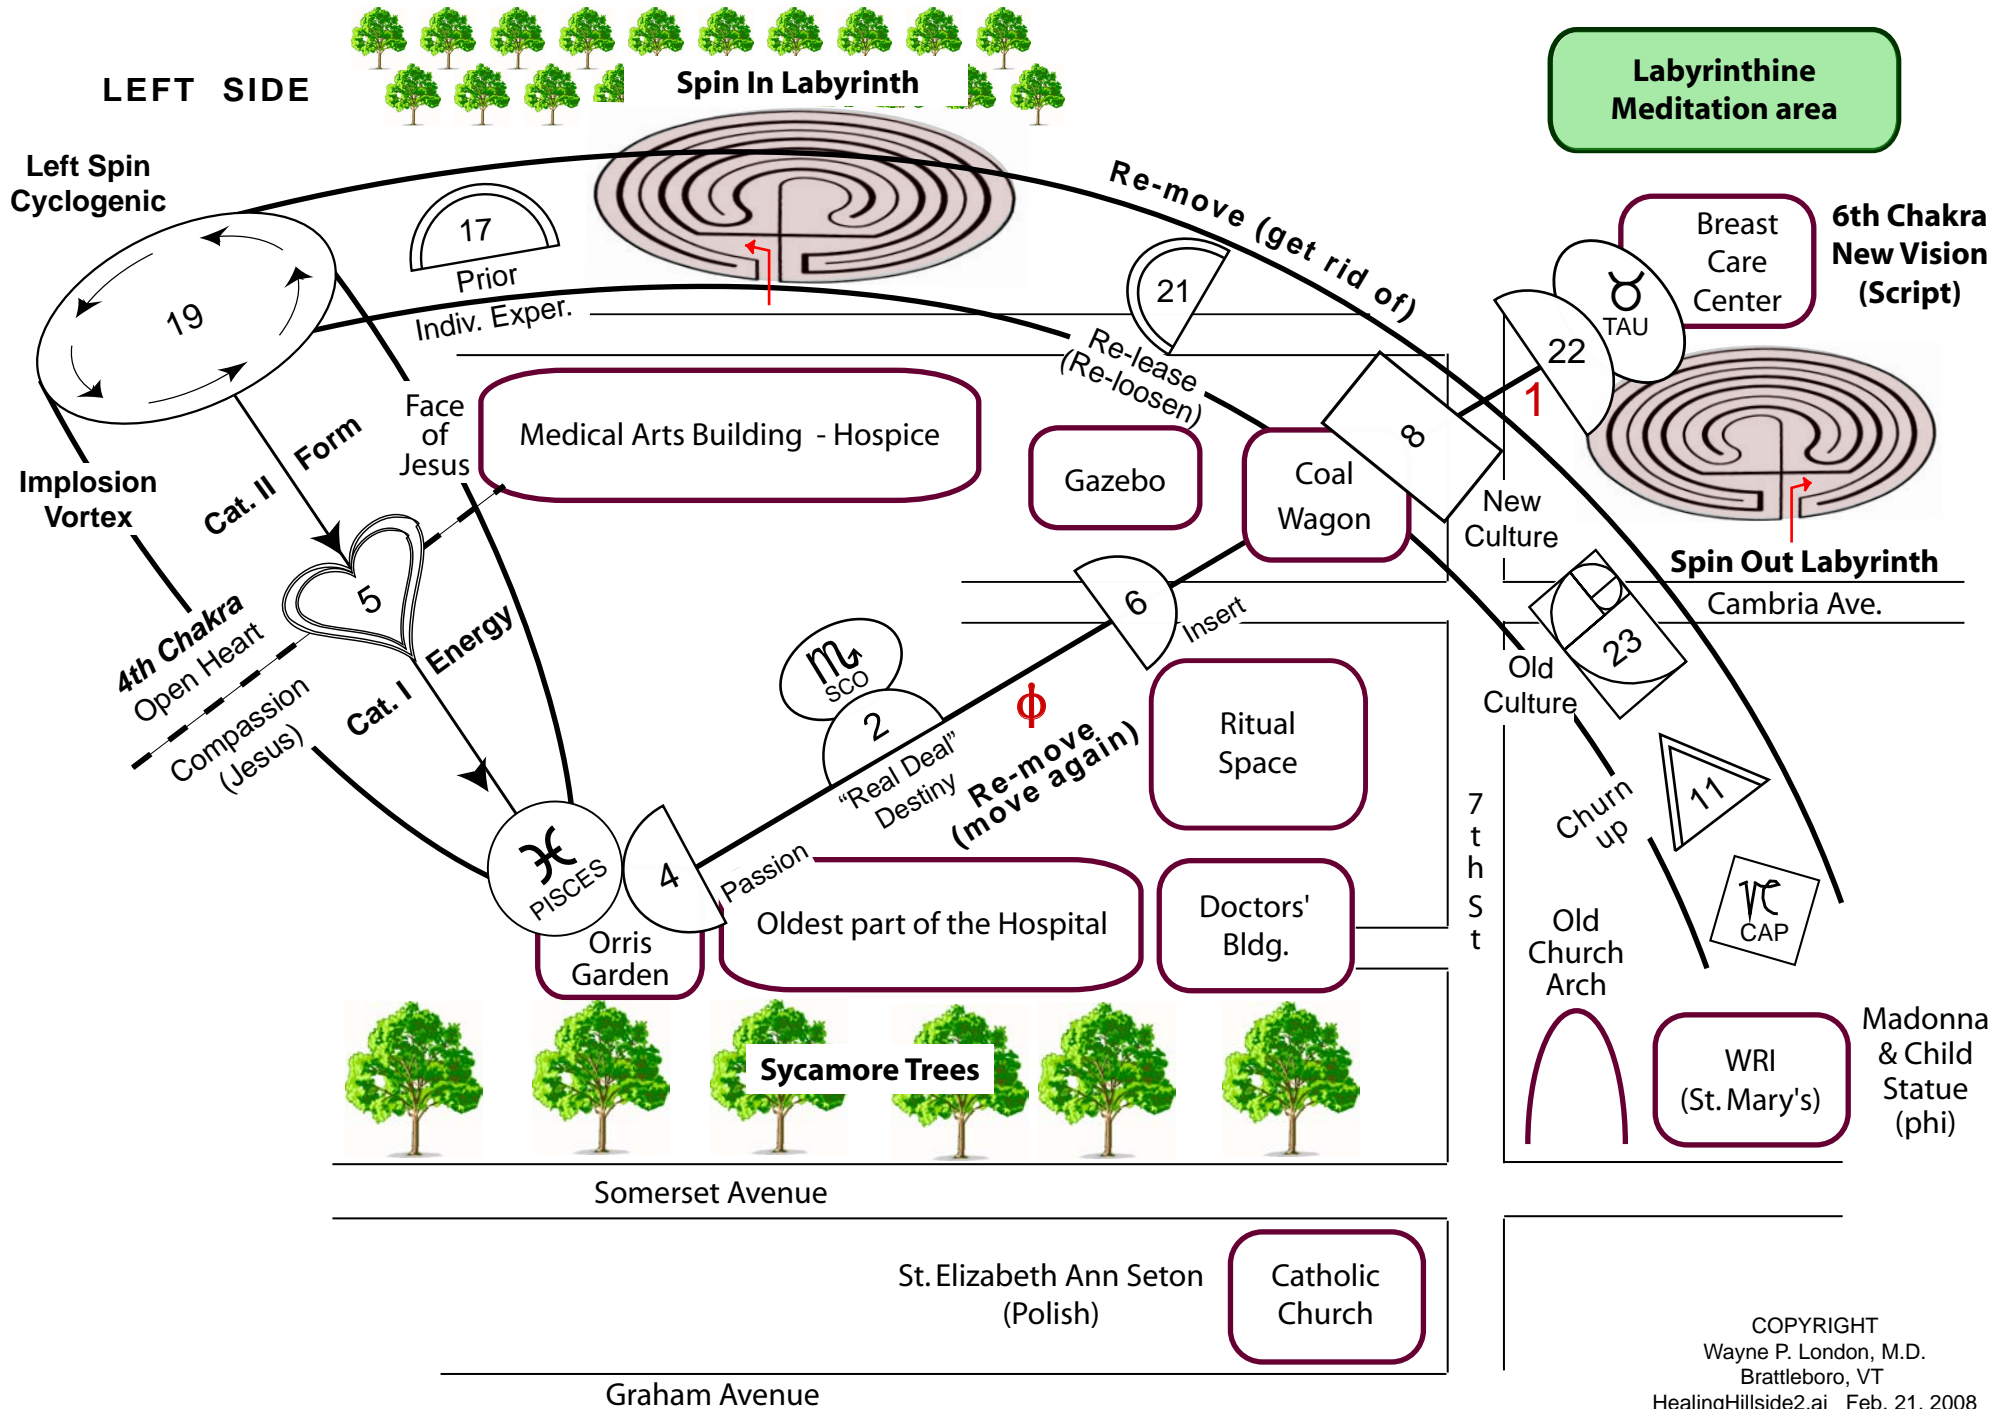 LEFT SIDE
Spin In Labyrinth
Labyrinthine
Meditation area
Left Spin
Cyclogenic
19
17
Prior
Indiv. Exper.
Re-move (get rid of)
21
Re-lease
(Re-loosen)
Breast
Care
Center
6th Chakra
New Vision
(Script)
TAU
22
1
8
Face
of
Jesus
Medical Arts Building - Hospice
Gazebo
Coal
Wagon
New
Culture
Spin Out Labyrinth
Cambria Ave.
Implosion
Vortex
Cat. II Form
5
4th Chakra
Open Heart
Compassion
(Jesus)
Cat. I Energy
6
Insert
SCO
2
ϕ
"Real Deal"
Destiny
Re-move
(move again)
Ritual
Space
Old
Culture
23
Churn
up
11
CAP
PISCES
4
Passion
Orris
Garden
Oldest part of the Hospital
Doctors'
Bldg.
7th St
Old
Church
Arch
WRI
(St. Mary's)
Madonna
& Child
Statue
(phi)
Sycamore Trees
Somerset Avenue
St. Elizabeth Ann Seton
(Polish)
Catholic
Church
Graham Avenue
COPYRIGHT
Wayne P. London, M.D.
Brattleboro, VT
HealingHillside2.ai Feb. 21, 2008